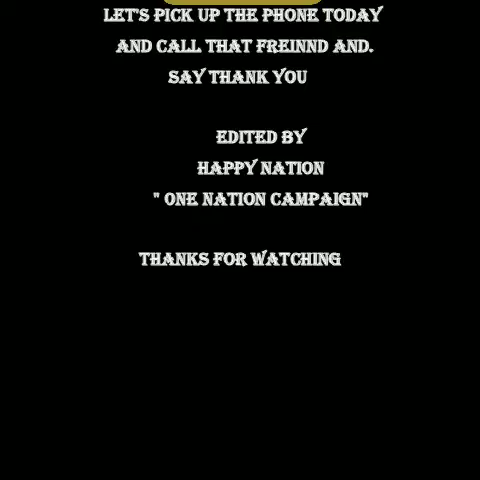 LET'S PICK UP THE PHONE TODAY
AND CALL THAT FREINND AND.
SAY THANK YOU
EDITED BY
HAPPY NATION
" ONE NATION CAMPAIGN"
THANKS FOR WATCHING